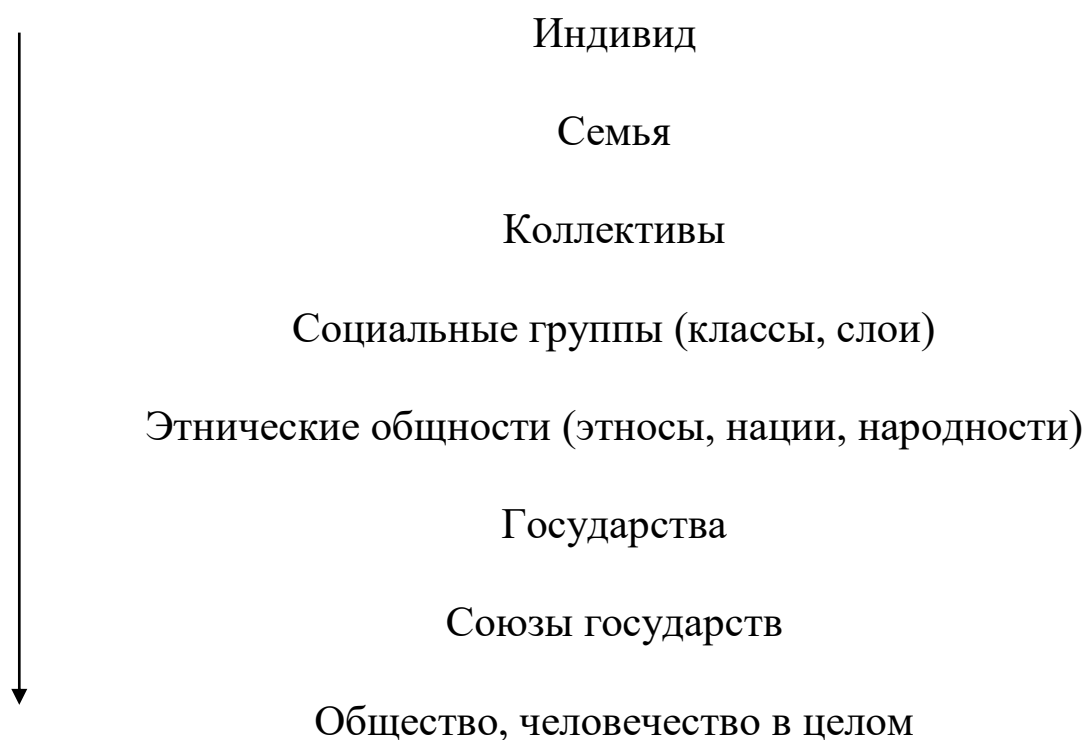 Индивид
Семья
Коллективы
Социальные группы (классы, слои)
Этнические общности (этносы, нации, народности)
Государства
Союзы государств
Общество, человечество в целом